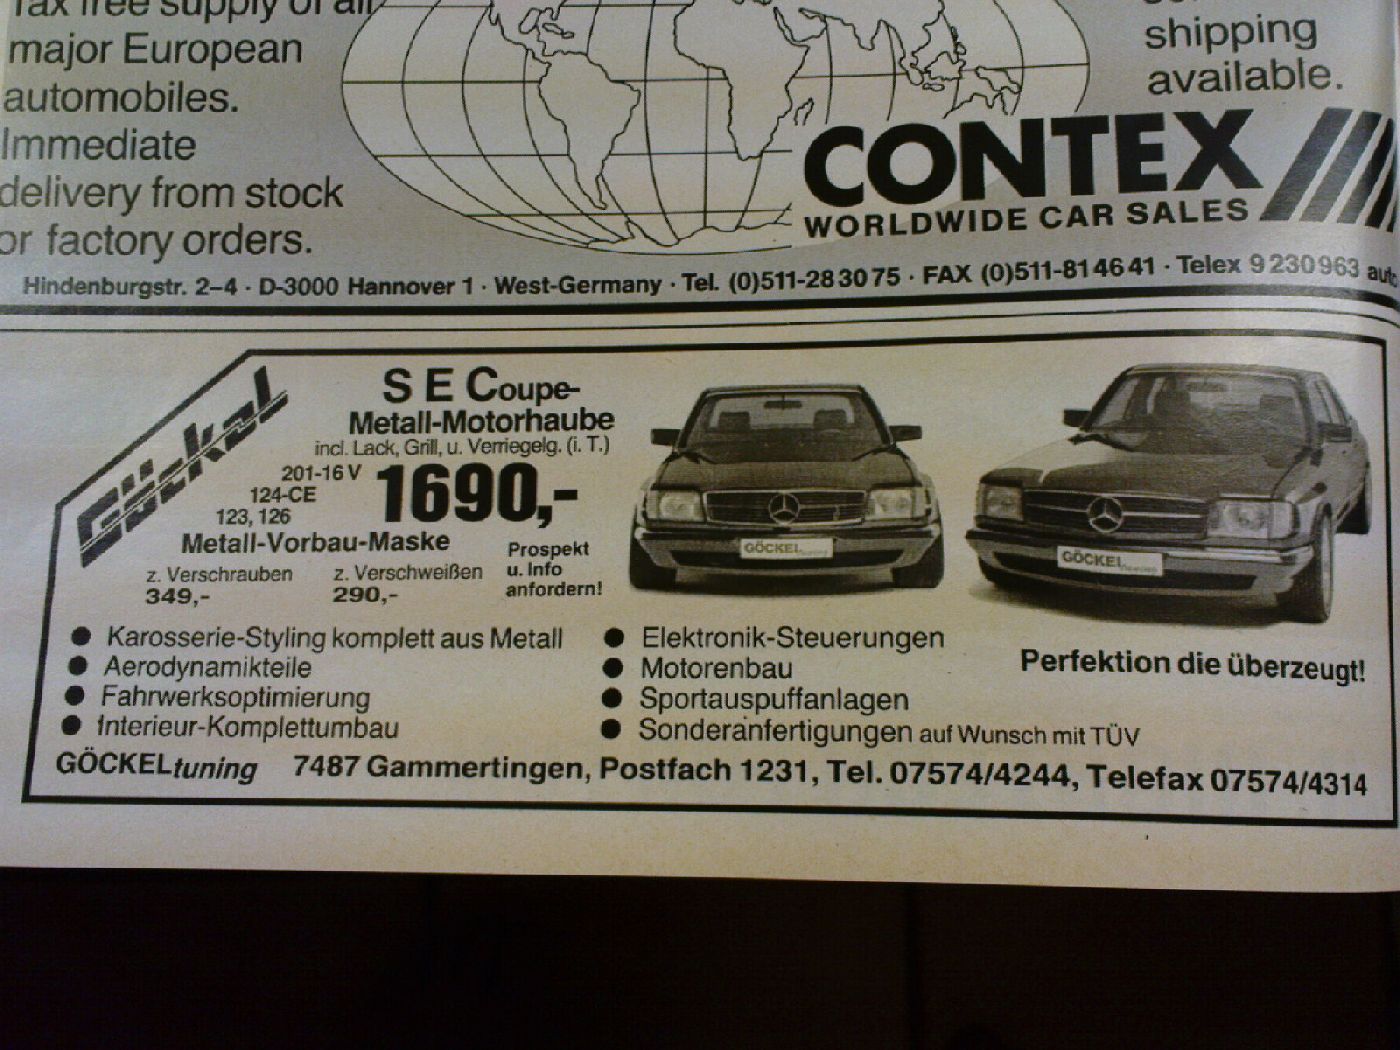 Tax free supply of all
major European
automobiles.
Immediate
delivery from stock
or factory orders.
shipping
available.
CONTEX
WORLDWIDE CAR SALES
Hindenburgstr. 2–4 · D-3000 Hannover 1 · West-Germany · Tel. (0)511-28 30 75 · FAX (0)511-81 46 41 · Telex 9 230 963
Göckel
S E Coupe-
Metall-Motorhaube
incl. Lack, Grill, u. Verriegelg. (i. T.)
201-16 V
124-CE
123, 126
1690,-
Metall-Vorbau-Maske
z. Verschrauben
349,-
z. Verschweißen
290,-
Prospekt
u. Info
anfordern!
GÖCKEL
GÖCKEL
● Karosserie-Styling komplett aus Metall
● Aerodynamikteile
● Fahrwerksoptimierung
● Interieur-Komplettumbau
● Elektronik-Steuerungen
● Motorenbau
● Sportauspuffanlagen
● Sonderanfertigungen auf Wunsch mit TÜV
Perfektion die überzeugt!
GÖCKELtuning 7487 Gammertingen, Postfach 1231, Tel. 07574/4244, Telefax 07574/4314